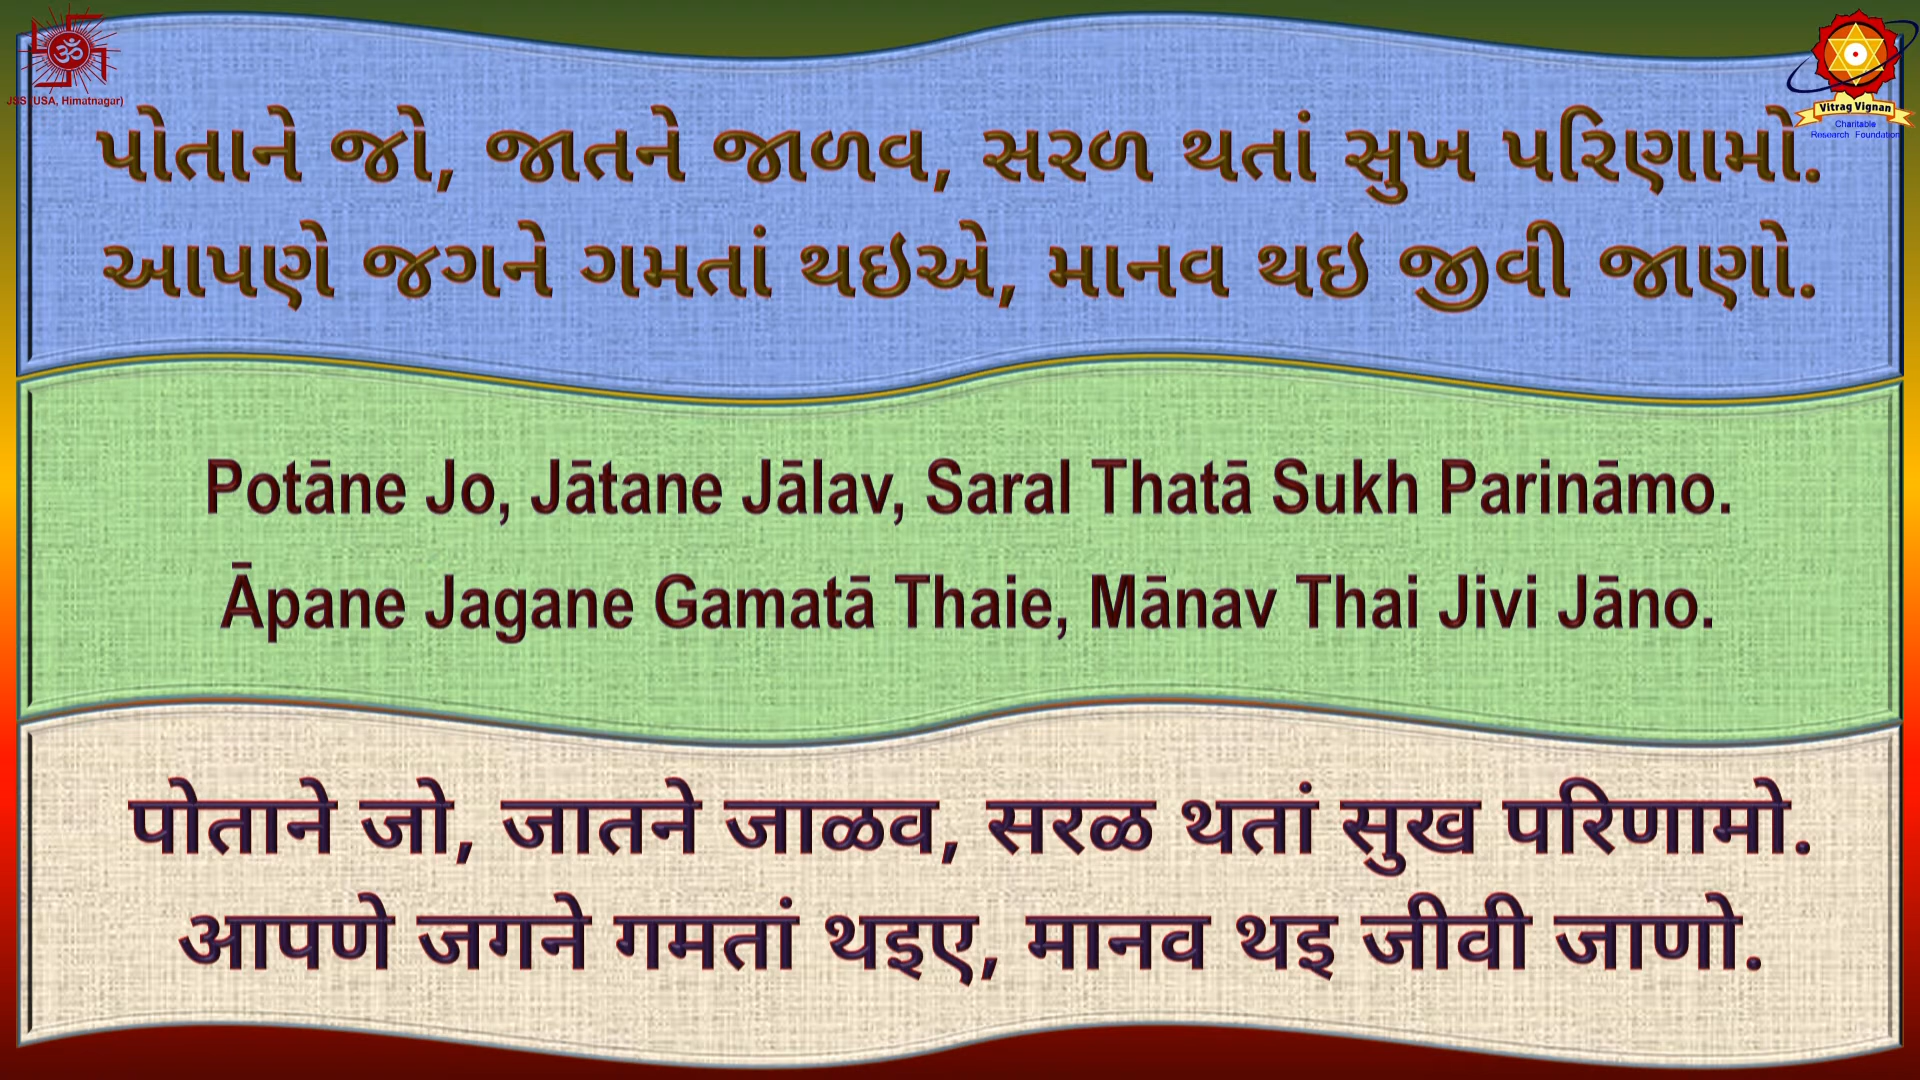 ॐ
JSS (USA, Himatnagar)
Vitrag Vignan
Charitable
Research Foundation
પોતાને જો, જાતને જાળવ, સરળ થતાં સુખ પરિણામો.
આપણે જગને ગમતાં થઇએ, માનવ થઇ જીવી જાણો.
Potāne Jo, Jātane Jālav, Saral Thatā Sukh Parināmo.
Āpane Jagane Gamatā Thaie, Mānav Thai Jivi Jāno.
पोताने जो, जातने जाळव, सरळ थतां सुख परिणामो.
आपणे जगने गमतां थइए, मानव थइ जीवी जाणो.